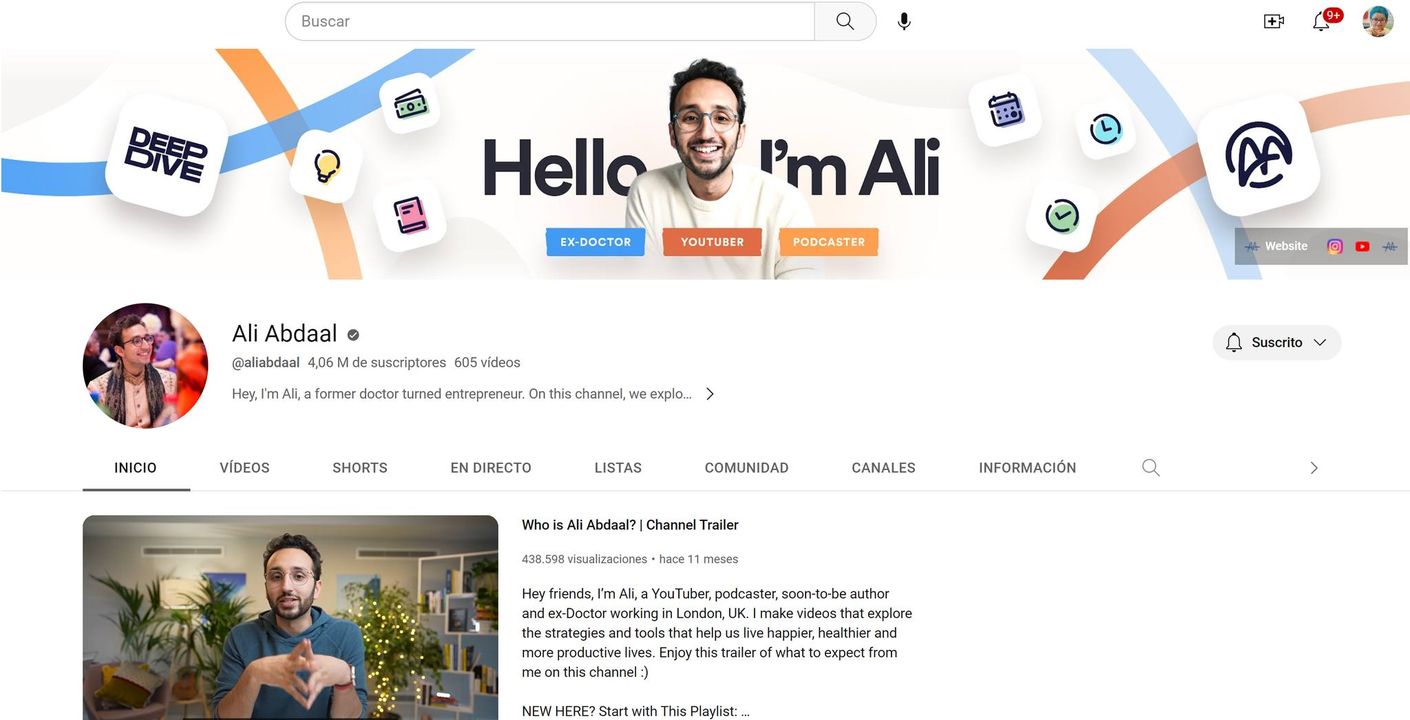 Buscar
9+
DEEP
DIVE
Hello I'm Ali
EX-DOCTOR YOUTUBER PODCASTER
Website
Ali Abdaal
@aliabdaal 4,06 M de suscriptores 605 vídeos
Suscrito
Hey, I'm Ali, a former doctor turned entrepreneur. On this channel, we explo...
INICIO VÍDEOS SHORTS EN DIRECTO LISTAS COMUNIDAD CANALES INFORMACIÓN
Who is Ali Abdaal? | Channel Trailer
438.598 visualizaciones • hace 11 meses
Hey friends, I'm Ali, a YouTuber, podcaster, soon-to-be author
and ex-Doctor working in London, UK. I make videos that explore
the strategies and tools that help us live happier, healthier and
more productive lives. Enjoy this trailer of what to expect from
me on this channel :)
NEW HERE? Start with This Playlist: ...